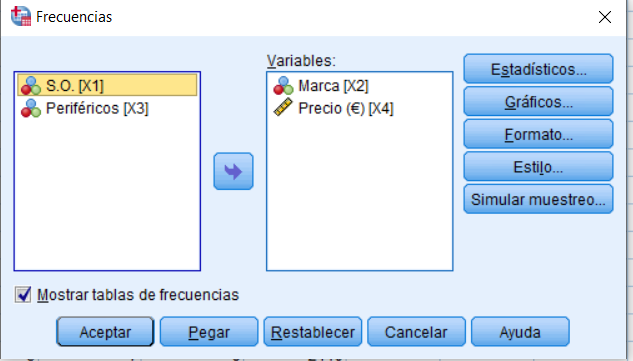 Frecuencias
S.O. [X1]
Periféricos [X3]
Variables:
Marca [X2]
Precio (€) [X4]
Estadísticos...
Gráficos...
Formato...
Estilo...
Simular muestreo...
Mostrar tablas de frecuencias
Aceptar
Pegar
Restablecer
Cancelar
Ayuda